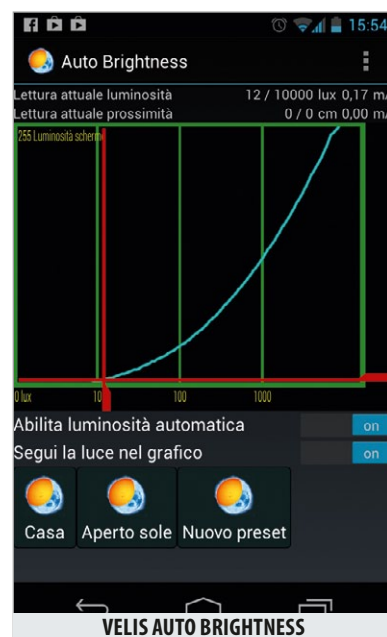 15:54
Auto Brightness
Lettura attuale luminosità 12 / 10000 lux 0,17 m
Lettura attuale prossimità 0 / 0 cm 0,00 m
255 Luminosità scherm
0 lux 10 100 1000
Abilita luminosità automatica on
Segui la luce nel grafico on
Casa Aperto sole Nuovo preset
VELIS AUTO BRIGHTNESS